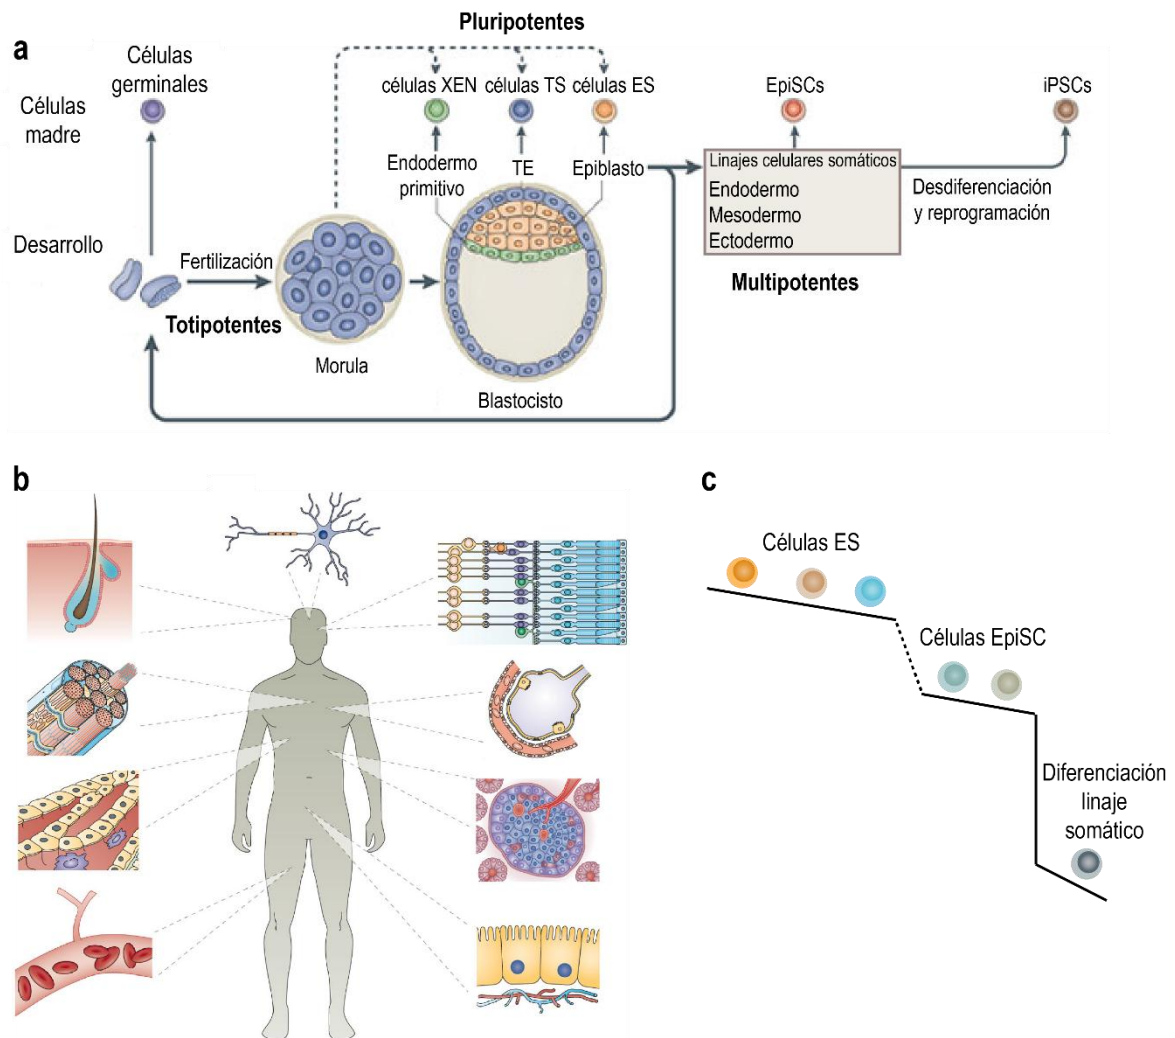 Pluripotentes
a
Células
germinales
Células
madre
células XEN
células TS
células ES
EpiSCs
iPSCs
Endodermo
primitivo
TE
Epiblasto
Linajes celulares somáticos
Endodermo
Mesodermo
Ectodermo
Desdiferenciación
y reprogramación
Desarrollo
Fertilización
Totipotentes
Multipotentes
Morula
Blastocisto
b
c
Células ES
Células EpiSC
Diferenciación
linaje
somático